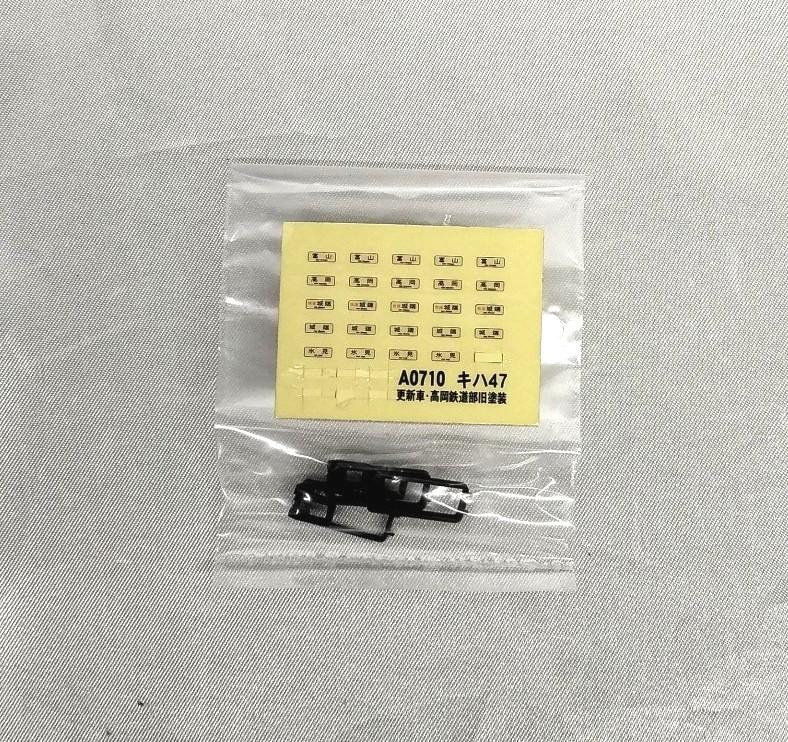 富山 富山 富山 富山 富山
高岡 高岡 高岡 高岡 高岡
城端 城端 城端 城端 城端
城端 城端 城端 城端 城端
氷見 氷見 氷見 氷見
A0710 キハ47
更新車・高岡鉄道部旧塗装